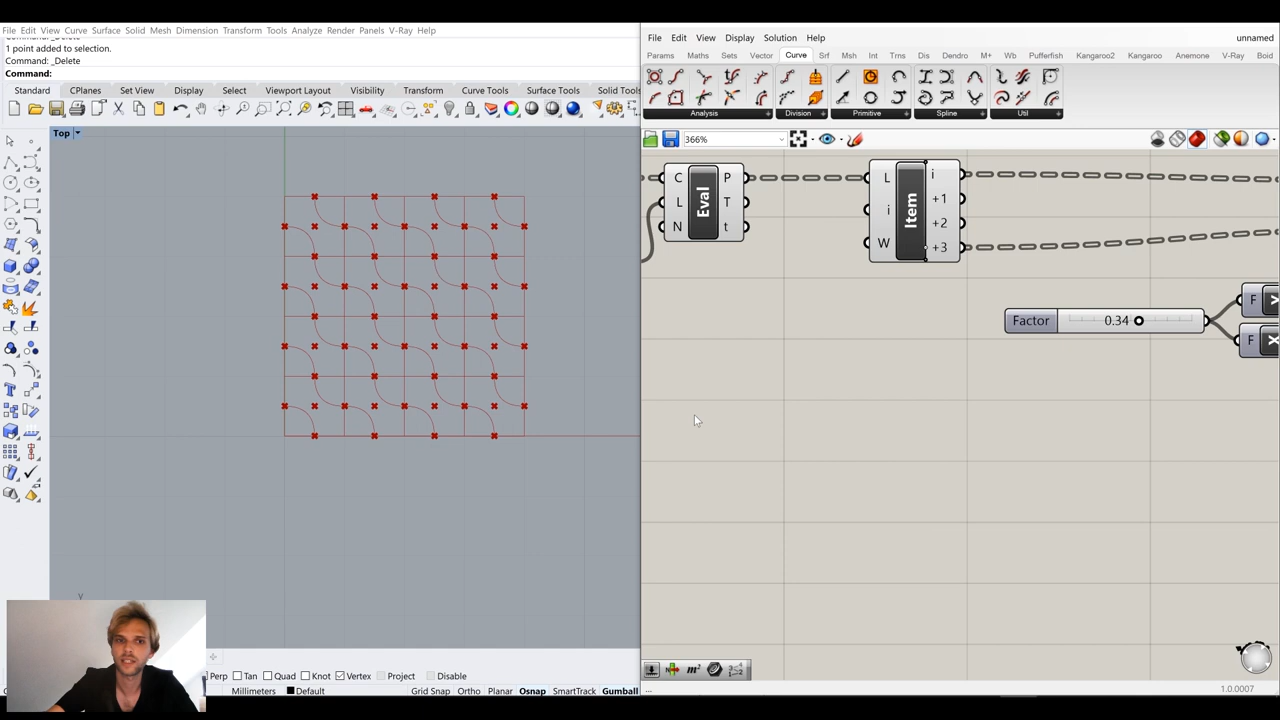 File Edit View Curve Surface Solid Mesh Dimension Transform Tools Analyze Render Panels V-Ray Help
1 point added to selection.
Command: _Delete
Command:
Standard CPlanes Set View Display Select Viewport Layout Visibility Transform Curve Tools Surface Tools Solid Tools
Top
y
Perp Tan Quad Knot Vertex Project Disable
Millimeters Default Grid Snap Ortho Planar Osnap SmartTrack Gumball
File Edit View Display Solution Help unnamed
Params Maths Sets Vector Curve Srf Msh Int Trns Dis Dendro M+ Wb Pufferfish Kangaroo2 Kangaroo Anemone V-Ray Boid
Analysis Division Primitive Spline Util
366%
C L N Eval P T t
L i W Item i +1 +2 +3
Factor 0.34
F
F
m²
...
1.0.0007